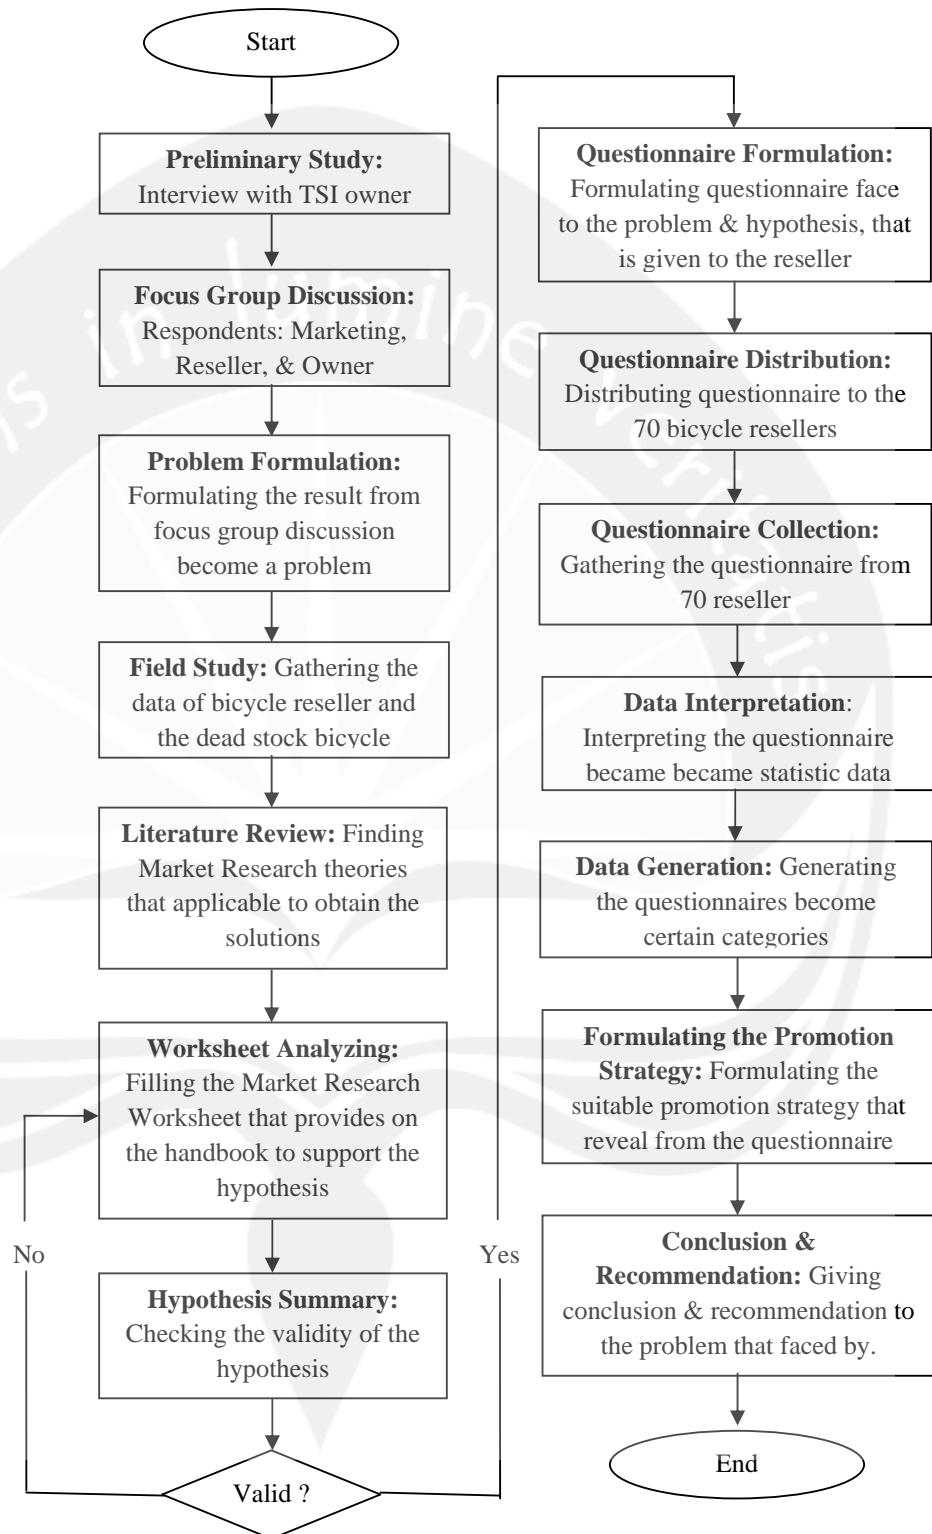 Start
Preliminary Study:
Interview with TSI owner
Focus Group Discussion:
Respondents: Marketing,
Reseller, & Owner
Problem Formulation:
Formulating the result from
focus group discussion
become a problem
Field Study: Gathering the
data of bicycle reseller and
the dead stock bicycle
Literature Review: Finding
Market Research theories
that applicable to obtain the
solutions
Worksheet Analyzing:
Filling the Market Research
Worksheet that provides on
the handbook to support the
hypothesis
No
Hypothesis Summary:
Checking the validity of the
hypothesis
Valid ?
Yes
Questionnaire Formulation:
Formulating questionnaire face
to the problem & hypothesis, that
is given to the reseller
Questionnaire Distribution:
Distributing questionnaire to the
70 bicycle resellers
Questionnaire Collection:
Gathering the questionnaire from
70 reseller
Data Interpretation:
Interpreting the questionnaire
became became statistic data
Data Generation: Generating
the questionnaires become
certain categories
Formulating the Promotion
Strategy: Formulating the
suitable promotion strategy that
reveal from the questionnaire
Conclusion &
Recommendation: Giving
conclusion & recommendation to
the problem that faced by.
End
s in lumine veritatis